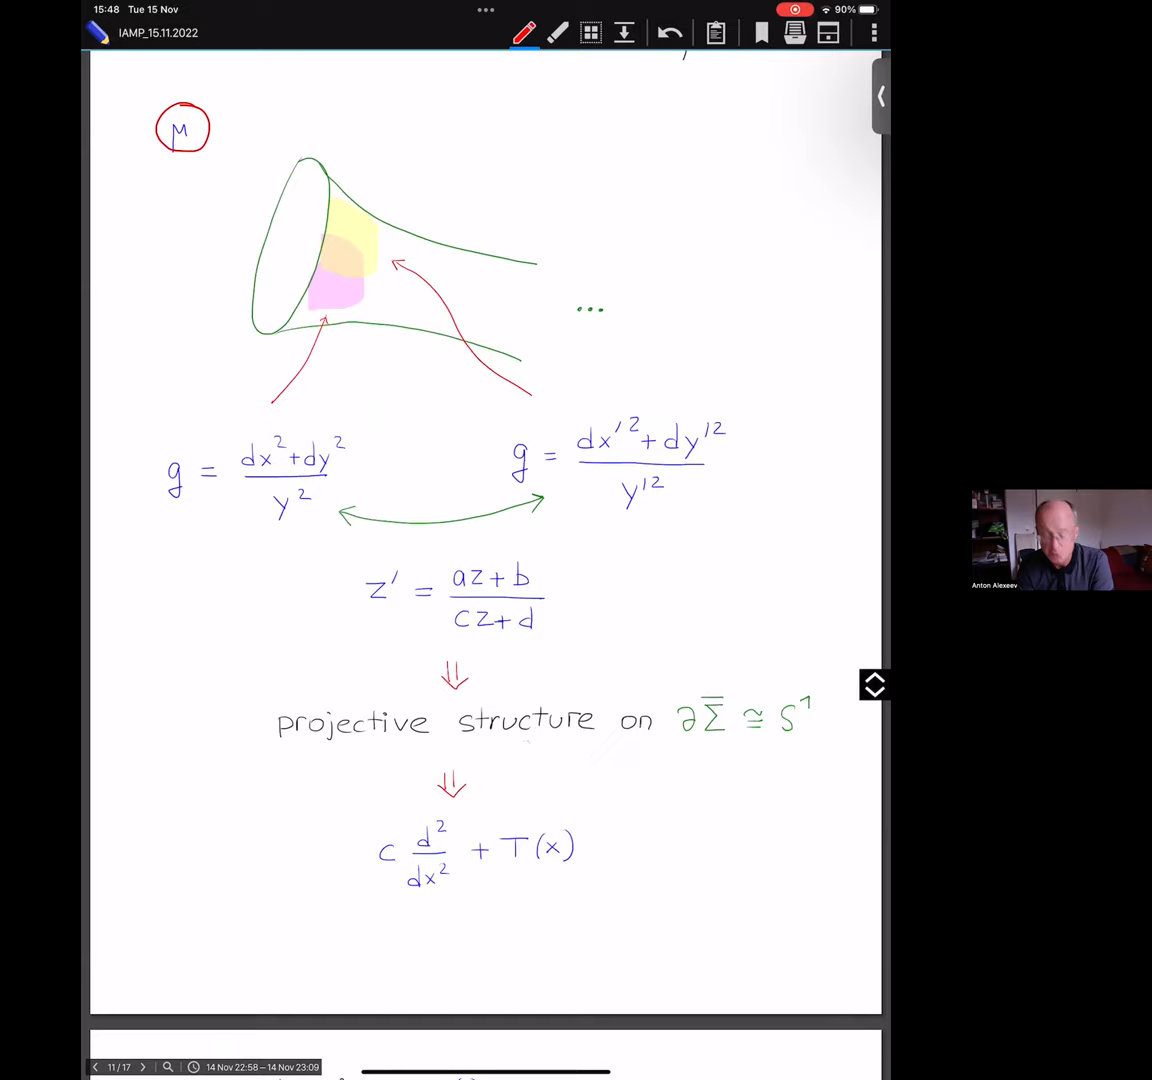 15:48 Tue 15 Nov
90%
IAMP_15.11.2022
μ
...
g = dx²+dy² / y²
g = dx'²+dy'² / y'²
z' = az+b / cz+d
⇓
projective structure on ∂Σ̅ ≅ S¹
⇓
c d²/dx² + T(x)
Anton Alexeev
11/17
14 Nov 22:58 – 14 Nov 23:09